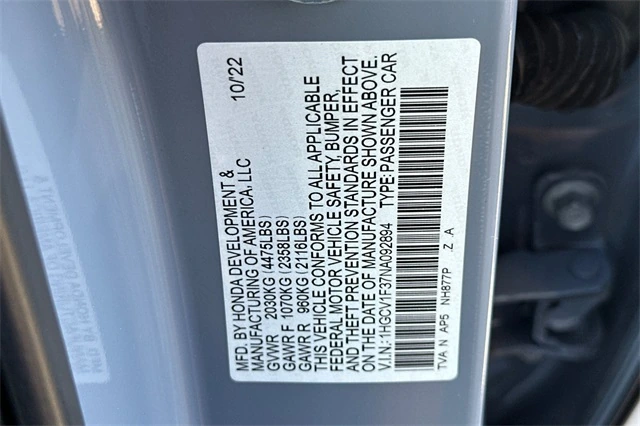 MFD. BY HONDA DEVELOPMENT & 10/22
MANUFACTURING OF AMERICA, LLC
GVWR 2030KG (4475LBS)
GAWR F 1070KG (2358LBS)
GAWR R 960KG (2116LBS)
THIS VEHICLE CONFORMS TO ALL APPLICABLE
FEDERAL MOTOR VEHICLE SAFETY, BUMPER,
AND THEFT PREVENTION STANDARDS IN EFFECT
ON THE DATE OF MANUFACTURE SHOWN ABOVE.
V.I.N.: 1HGCV1F37NA092894 TYPE: PASSENGER CAR
TVA N AP5 NH877P Z .A